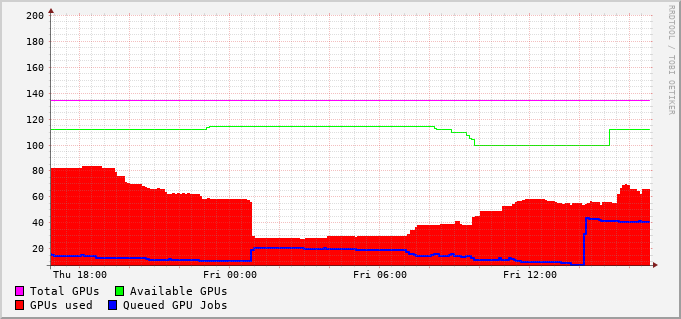 200
180
160
140
120
100
80
60
40
20
Thu 18:00 Fri 00:00 Fri 06:00 Fri 12:00
Total GPUs Available GPUs
GPUs used Queued GPU Jobs
RRDTOOL / TOBI OETIKER